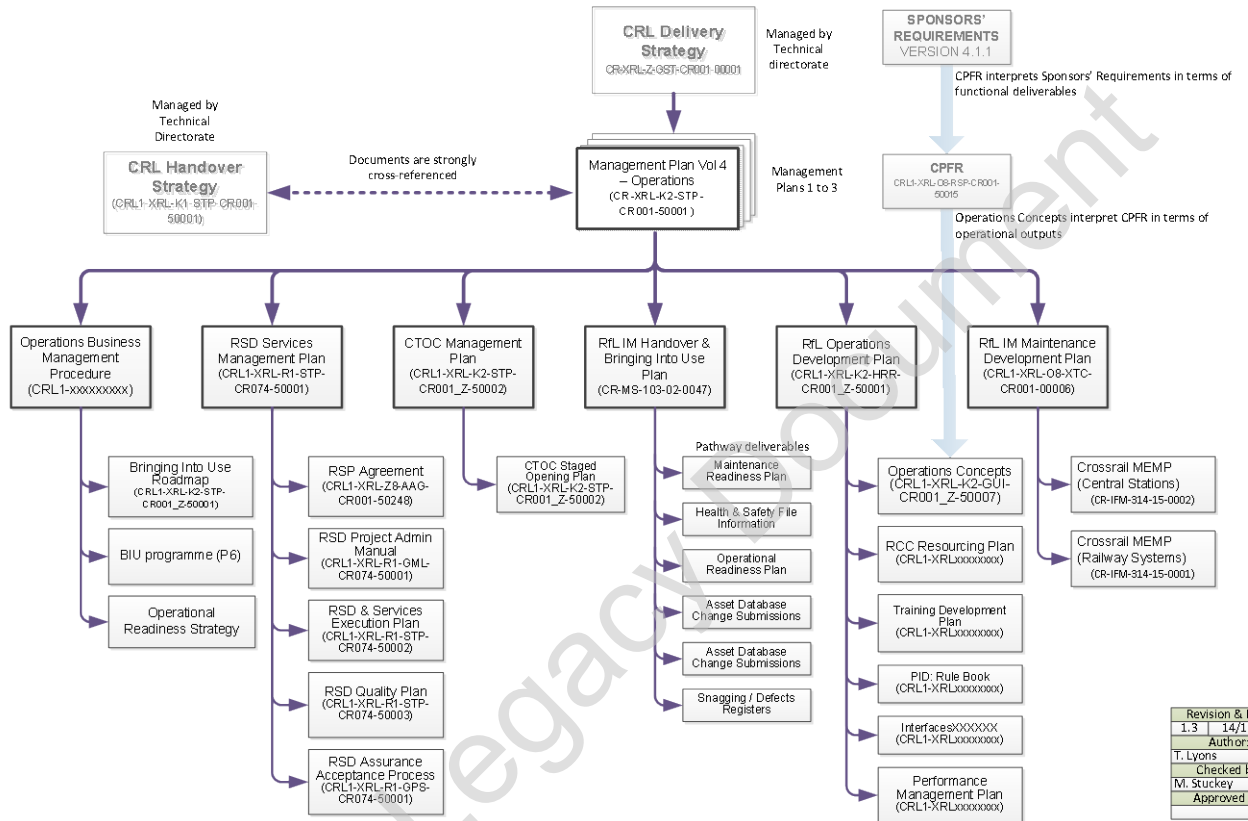 CRL Delivery
Strategy
CR-XRL-Z-GST-CR001-00001
Managed by
Technical
directorate
SPONSORS'
REQUIREMENTS
VERSION 4.1.1
CPFR interprets Sponsors' Requirements in terms of
functional deliverables
Managed by
Technical
Directorate
CRL Handover
Strategy
(CRL1-XRL-K1-STP-CR001-
50001)
Documents are strongly
cross-referenced
Management Plan Vol 4
– Operations
(CR-XRL-K2-STP-
CR001-50001)
Management
Plans 1 to 3
CPFR
CRL1-XRL-O8-RSP-CR001-
50015
Operations Concepts interpret CPFR in terms of
operational outputs
Operations Business
Management
Procedure
(CRL1-xxxxxxxxx)
RSD Services
Management Plan
(CRL1-XRL-R1-STP-
CR074-50001)
CTOC Management
Plan
(CRL1-XRL-K2-STP-
CR001_Z-50002)
RfL IM Handover &
Bringing Into Use
Plan
(CR-MS-103-02-0047)
RfL Operations
Development Plan
(CRL1-XRL-K2-HRR-
CR001_Z-50001)
RfL IM Maintenance
Development Plan
(CRL1-XRL-O8-XTC-
CR001-00006)
Bringing Into Use
Roadmap
(CRL1-XRL-K2-STP-
CR001_Z-50001)
BIU programme (P6)
Operational
Readiness Strategy
RSP Agreement
(CRL1-XRL-Z8-AAG-
CR001-50248)
RSD Project Admin
Manual
(CRL1-XRL-R1-GML-
CR074-50001)
RSD & Services
Execution Plan
(CRL1-XRL-R1-STP-
CR074-50002)
RSD Quality Plan
(CRL1-XRL-R1-STP-
CR074-50003)
RSD Assurance
Acceptance Process
(CRL1-XRL-R1-GPS-
CR074-50001)
CTOC Staged
Opening Plan
(CRL1-XRL-K2-STP-
CR001_Z-50002)
Pathway deliverables
Maintenance
Readiness Plan
Health & Safety File
Information
Operational
Readiness Plan
Asset Database
Change Submissions
Asset Database
Change Submissions
Snagging / Defects
Registers
Operations Concepts
(CRL1-XRL-K2-GUI-
CR001_Z-50007)
RCC Resourcing Plan
(CRL1-XRLxxxxxxxx)
Training Development
Plan
(CRL1-XRLxxxxxxxx)
PID: Rule Book
(CRL1-XRLxxxxxxxx)
InterfacesXXXXXX
(CRL1-XRLxxxxxxxx)
Performance
Management Plan
(CRL1-XRLxxxxxxxx)
Crossrail MEMP
(Central Stations)
(CR-IFM-314-15-0002)
Crossrail MEMP
(Railway Systems)
(CR-IFM-314-15-0001)
Revision &
1.3 14/1
Author:
T. Lyons
Checked
M. Stuckey
Approved
Legacy Document